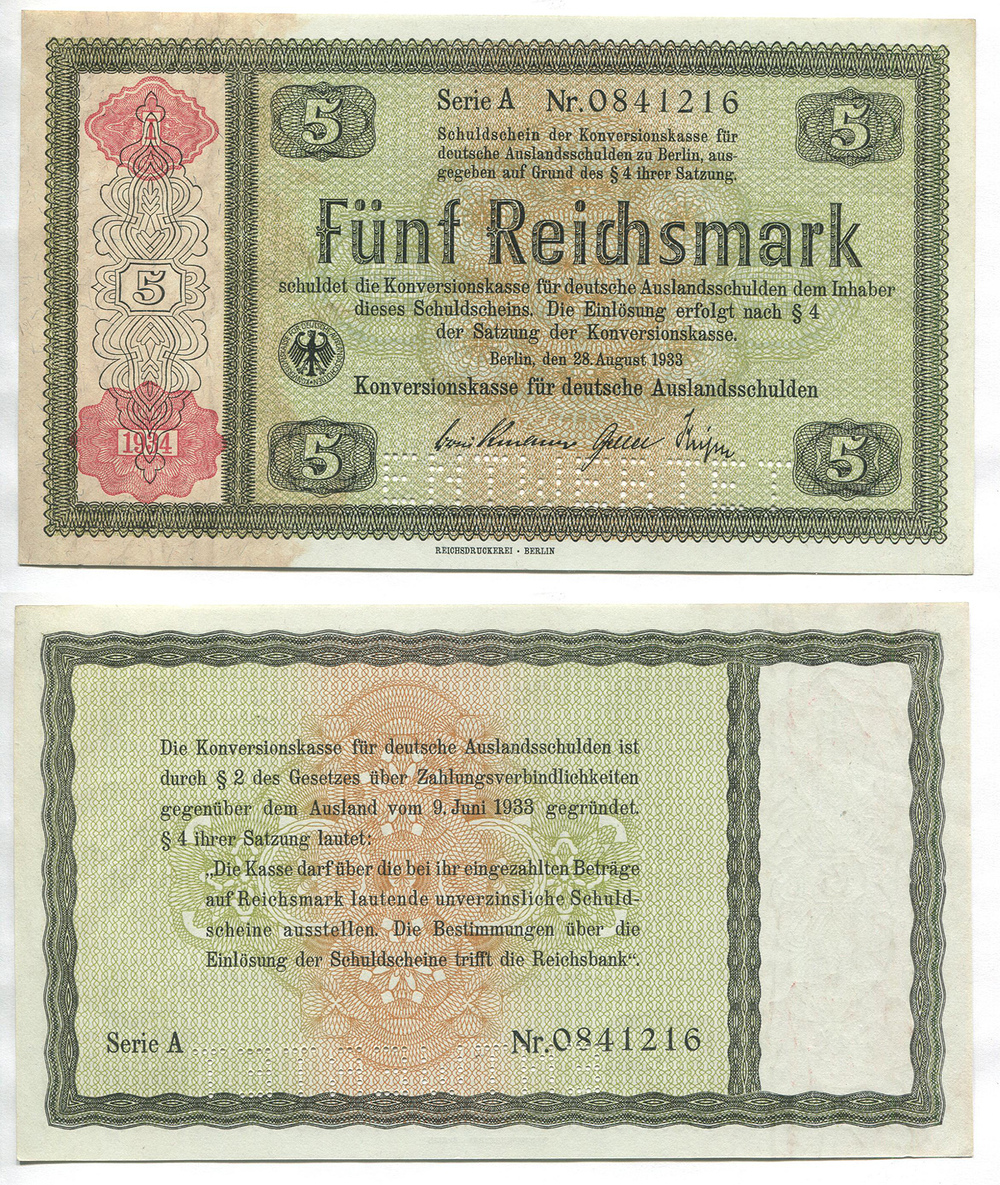 5
Serie A Nr. 0841216
5
Schuldschein der Konversionskasse für
deutsche Auslandsschulden zu Berlin, aus-
gegeben auf Grund des § 4 ihrer Satzung.
Fünf Reichsmark
schuldet die Konversionskasse für deutsche Auslandsschulden dem Inhaber
dieses Schuldscheins. Die Einlösung erfolgt nach § 4
der Satzung der Konversionskasse.
5
Berlin, den 28. August 1933
Konversionskasse für deutsche Auslandsschulden
1934
5
ENTWERTET
5
REICHSDRUCKEREI • BERLIN
Die Konversionskasse für deutsche Auslandsschulden ist
durch § 2 des Gesetzes über Zahlungsverbindlichkeiten
gegenüber dem Ausland vom 9. Juni 1933 gegründet.
§ 4 ihrer Satzung lautet:
„Die Kasse darf über die bei ihr eingezahlten Beträge
auf Reichsmark lautende unverzinsliche Schuld-
scheine ausstellen. Die Bestimmungen über die
Einlösung der Schuldscheine trifft die Reichsbank“.
Serie A Nr. 0841216